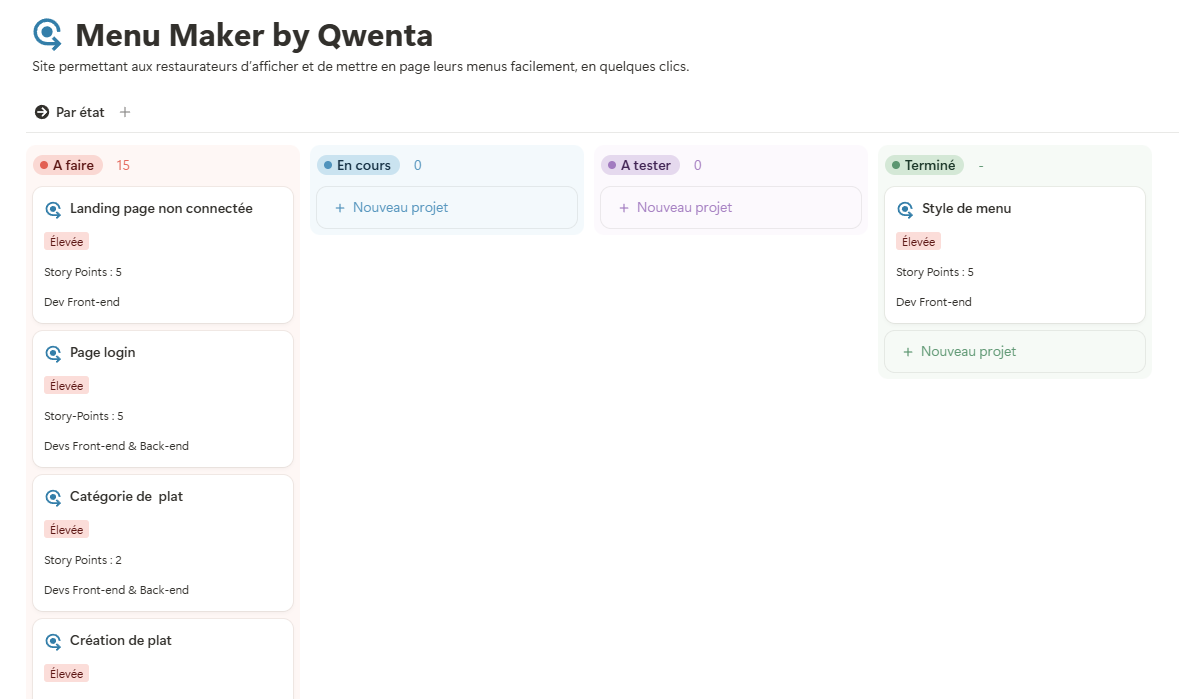 Menu Maker by Qwenta
Site permettant aux restaurateurs d'afficher et de mettre en page leurs menus facilement, en quelques clics.
Par état
A faire 15
Landing page non connectée
Élevée
Story Points : 5
Dev Front-end
Page login
Élevée
Story-Points : 5
Devs Front-end & Back-end
Catégorie de  plat
Élevée
Story Points : 2
Devs Front-end & Back-end
Création de plat
Élevée
En cours 0
+ Nouveau projet
A tester 0
+ Nouveau projet
Terminé -
Style de menu
Élevée
Story Points : 5
Dev Front-end
+ Nouveau projet